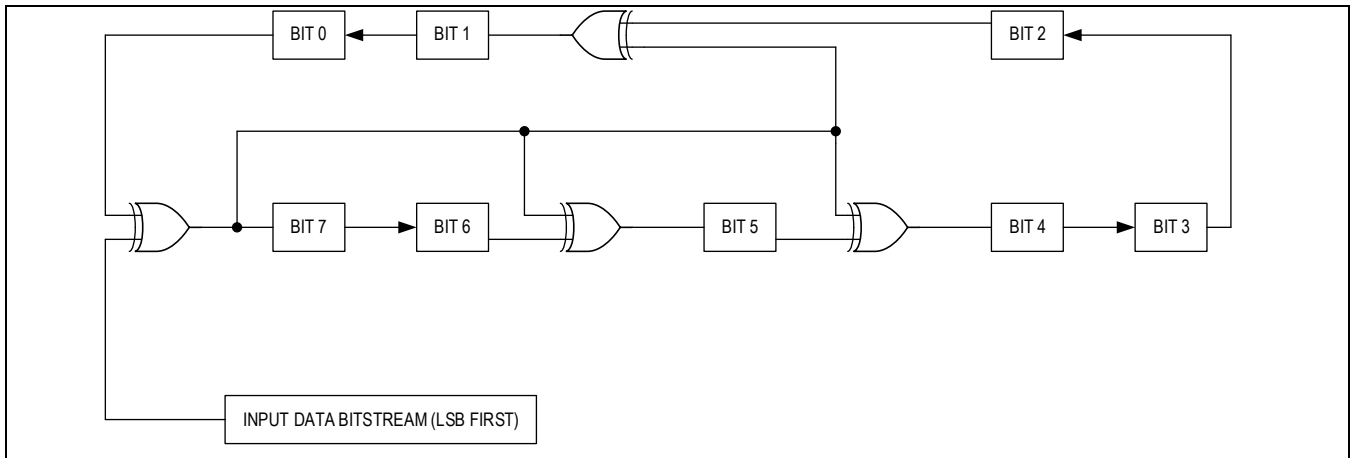 BIT 0
BIT 1
BIT 2
BIT 7
BIT 6
BIT 5
BIT 4
BIT 3
INPUT DATA BITSTREAM (LSB FIRST)